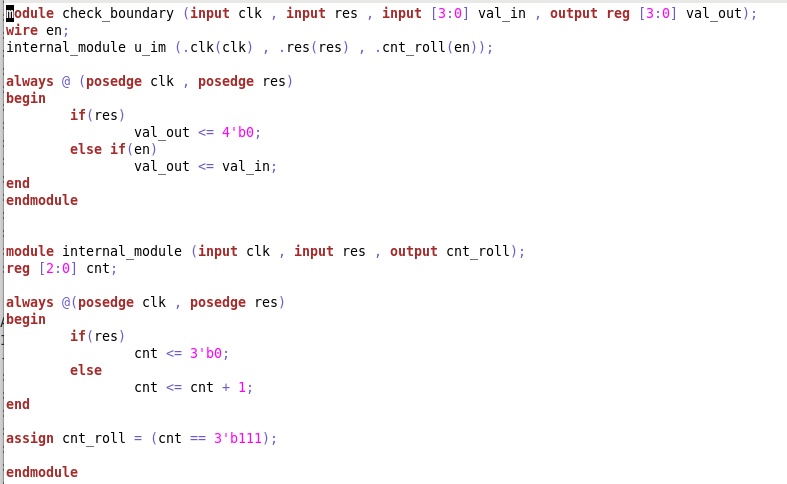 module check_boundary (input clk , input res , input [3:0] val_in , output reg [3:0] val_out);
wire en;
internal_module u_im (.clk(clk) , .res(res) , .cnt_roll(en));
always @ (posedge clk , posedge res)
begin
if(res)
val_out <= 4'b0;
else if(en)
val_out <= val_in;
end
endmodule
module internal_module (input clk , input res , output cnt_roll);
reg [2:0] cnt;
always @(posedge clk , posedge res)
begin
if(res)
cnt <= 3'b0;
else
cnt <= cnt + 1;
end
assign cnt_roll = (cnt == 3'b111);
endmodule